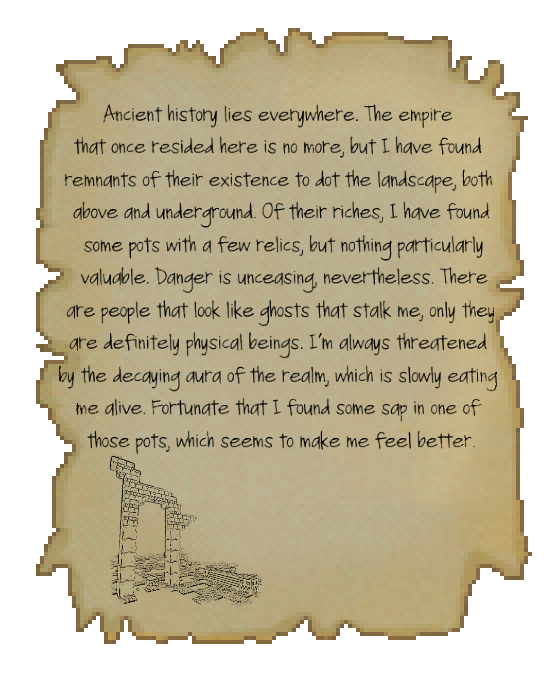 Ancient history lies everywhere. The empire
that once resided here is no more, but I have found
remnants of their existence to dot the landscape, both
above and underground. Of their riches, I have found
some pots with a few relics, but nothing particularly
valuable. Danger is unceasing, nevertheless. There
are people that look like ghosts that stalk me, only they
are definitely physical beings. I'm always threatened
by the decaying aura of the realm, which is slowly eating
me alive. Fortunate that I found some sap in one of
those pots, which seems to make me feel better.